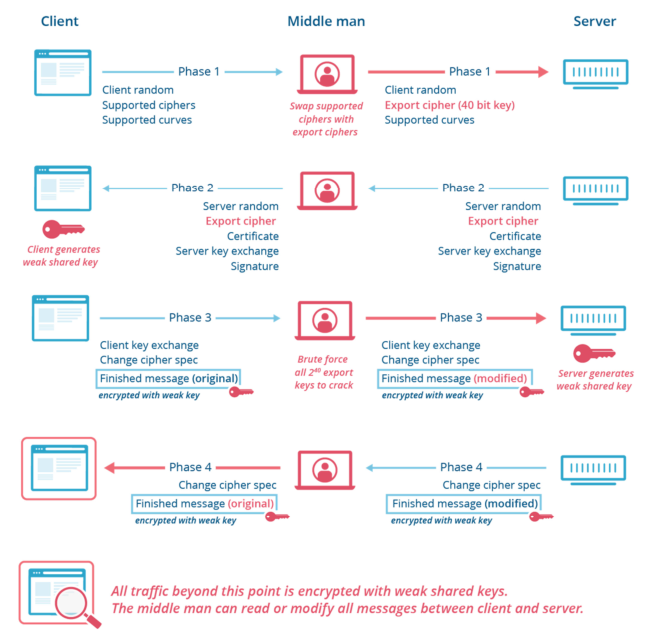 Client
Middle man
Server
Phase 1
Client random
Supported ciphers
Supported curves
Swap supported
ciphers with
export ciphers
Phase 1
Client random
Export cipher (40 bit key)
Supported curves
Client generates
weak shared key
Phase 2
Server random
Export cipher
Certificate
Server key exchange
Signature
Phase 2
Server random
Export cipher
Certificate
Server key exchange
Signature
Phase 3
Client key exchange
Change cipher spec
Finished message (original)
encrypted with weak key
Brute force
all 2⁴⁰ export
keys to crack
Phase 3
Client key exchange
Change cipher spec
Finished message (modified)
encrypted with weak key
Server generates
weak shared key
Phase 4
Change cipher spec
Finished message (original)
encrypted with weak key
Phase 4
Change cipher spec
Finished message (modified)
encrypted with weak key
All traffic beyond this point is encrypted with weak shared keys.
The middle man can read or modify all messages between client and server.